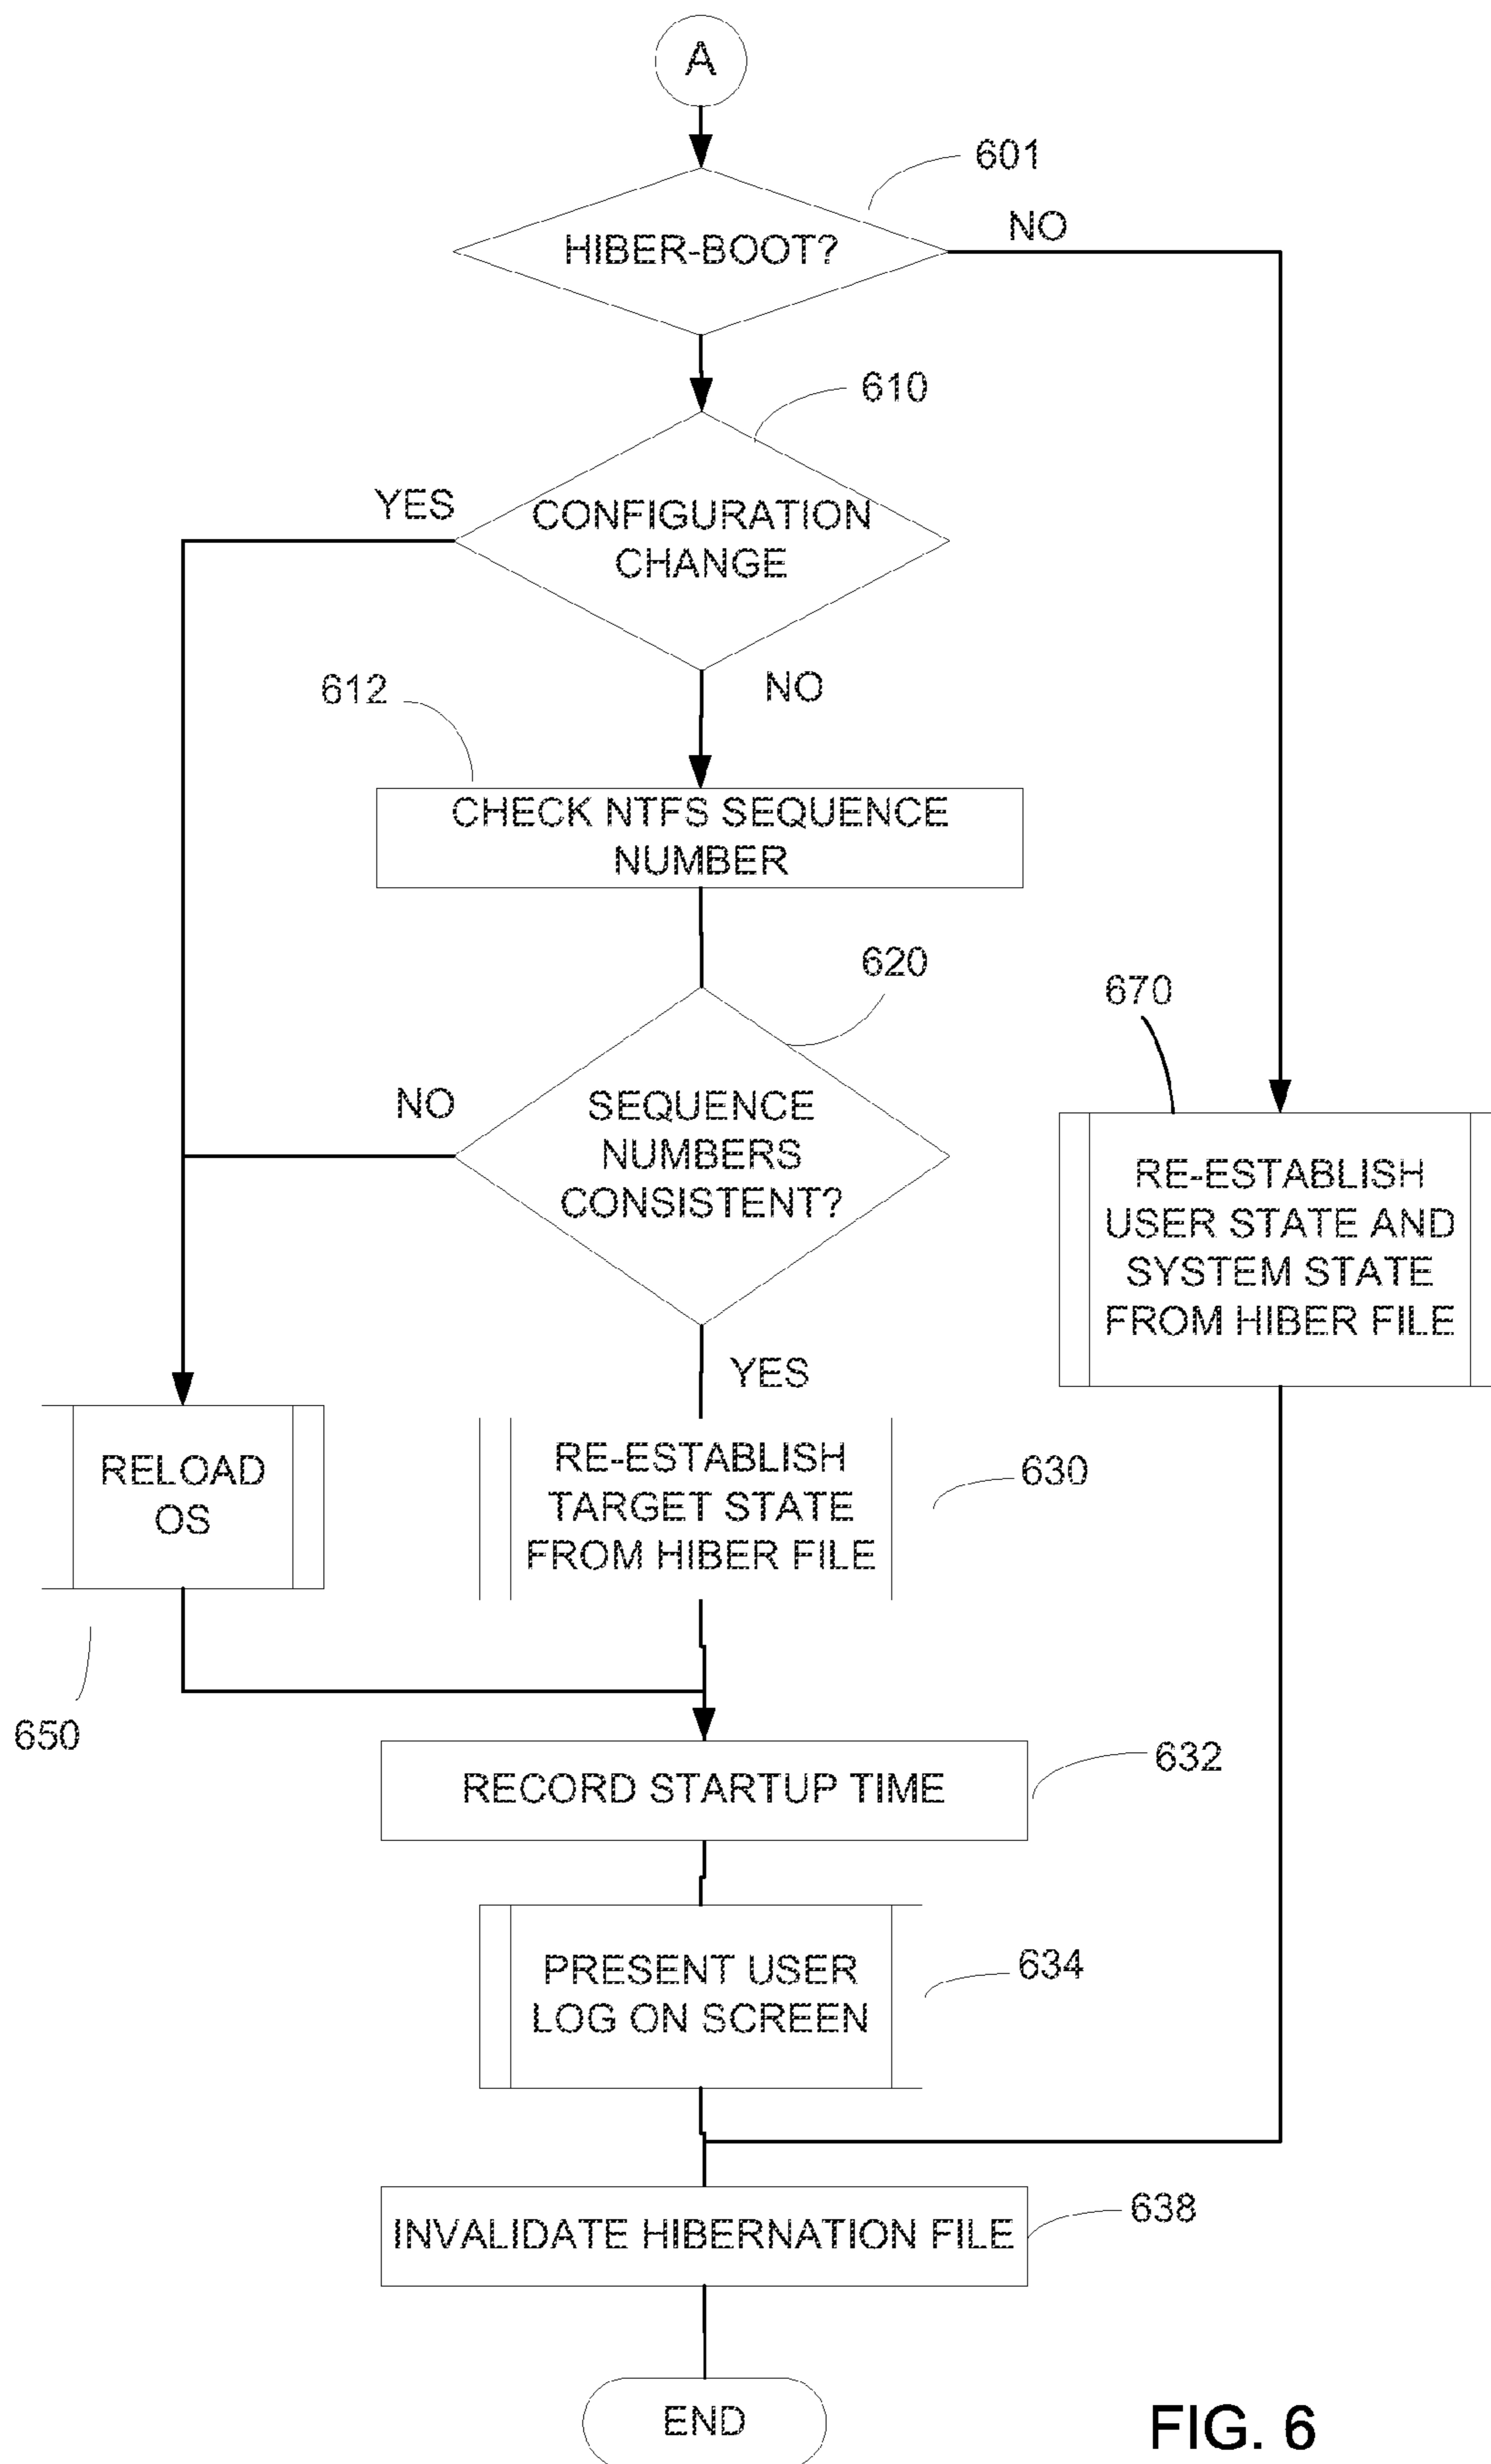 A
601
HIBER-BOOT?
NO
610
YES
CONFIGURATION
CHANGE
612
NO
CHECK NTFS SEQUENCE
NUMBER
620
670
NO
SEQUENCE
NUMBERS
CONSISTENT?
RE-ESTABLISH
USER STATE AND
SYSTEM STATE
FROM HIBER FILE
YES
RELOAD
OS
RE-ESTABLISH
TARGET STATE
FROM HIBER FILE
630
650
RECORD STARTUP TIME
632
PRESENT USER
LOG ON SCREEN
634
INVALIDATE HIBERNATION FILE
638
END
FIG. 6